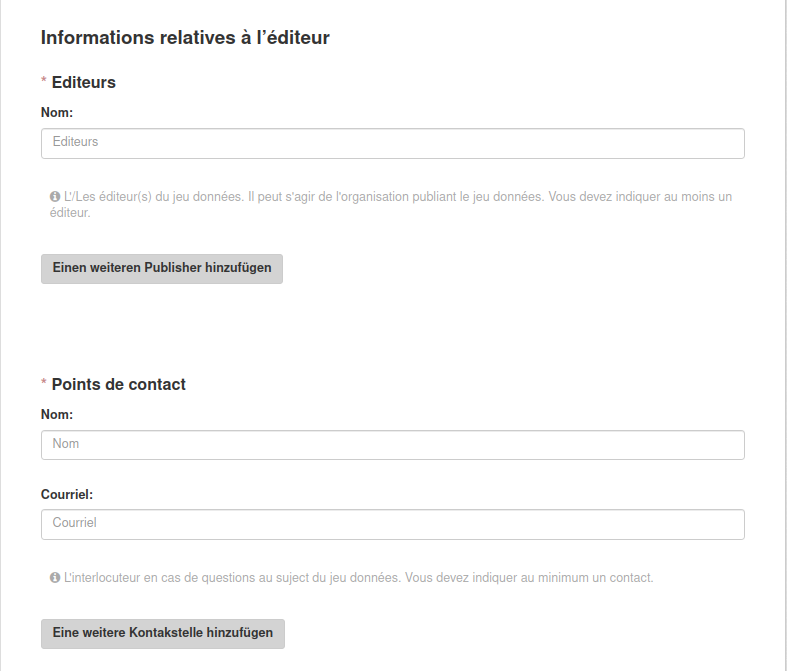 Informations relatives à l’éditeur
* Editeurs
Nom:
Editeurs
L'/Les éditeur(s) du jeu données. Il peut s'agir de l'organisation publiant le jeu données. Vous devez indiquer au moins un
éditeur.
Einen weiteren Publisher hinzufügen
* Points de contact
Nom:
Nom
Courriel:
Courriel
L'interlocuteur en cas de questions au suject du jeu données. Vous devez indiquer au minimum un contact.
Eine weitere Kontakstelle hinzufügen